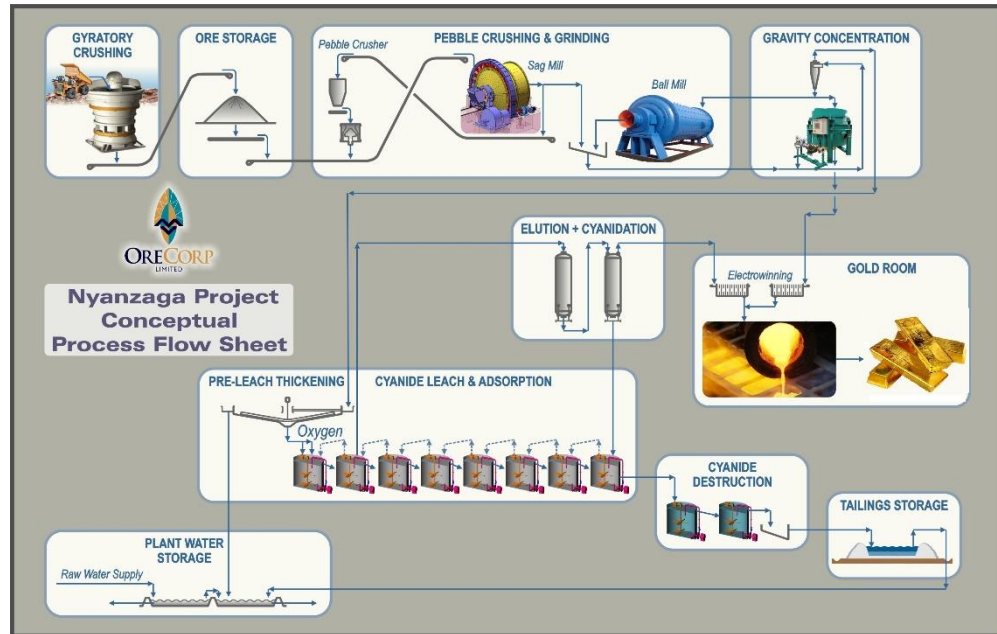 GYRATORY
CRUSHING
ORE STORAGE
PEBBLE CRUSHING & GRINDING
Pebble Crusher
Sag Mill
Ball Mill
GRAVITY CONCENTRATION
ORECORP
LIMITED
Nyanzaga Project
Conceptual
Process Flow Sheet
ELUTION + CYANIDATION
GOLD ROOM
Electrowinning
PRE-LEACH THICKENING
CYANIDE LEACH & ADSORPTION
Oxygen
CYANIDE
DESTRUCTION
TAILINGS STORAGE
PLANT WATER
STORAGE
Raw Water Supply